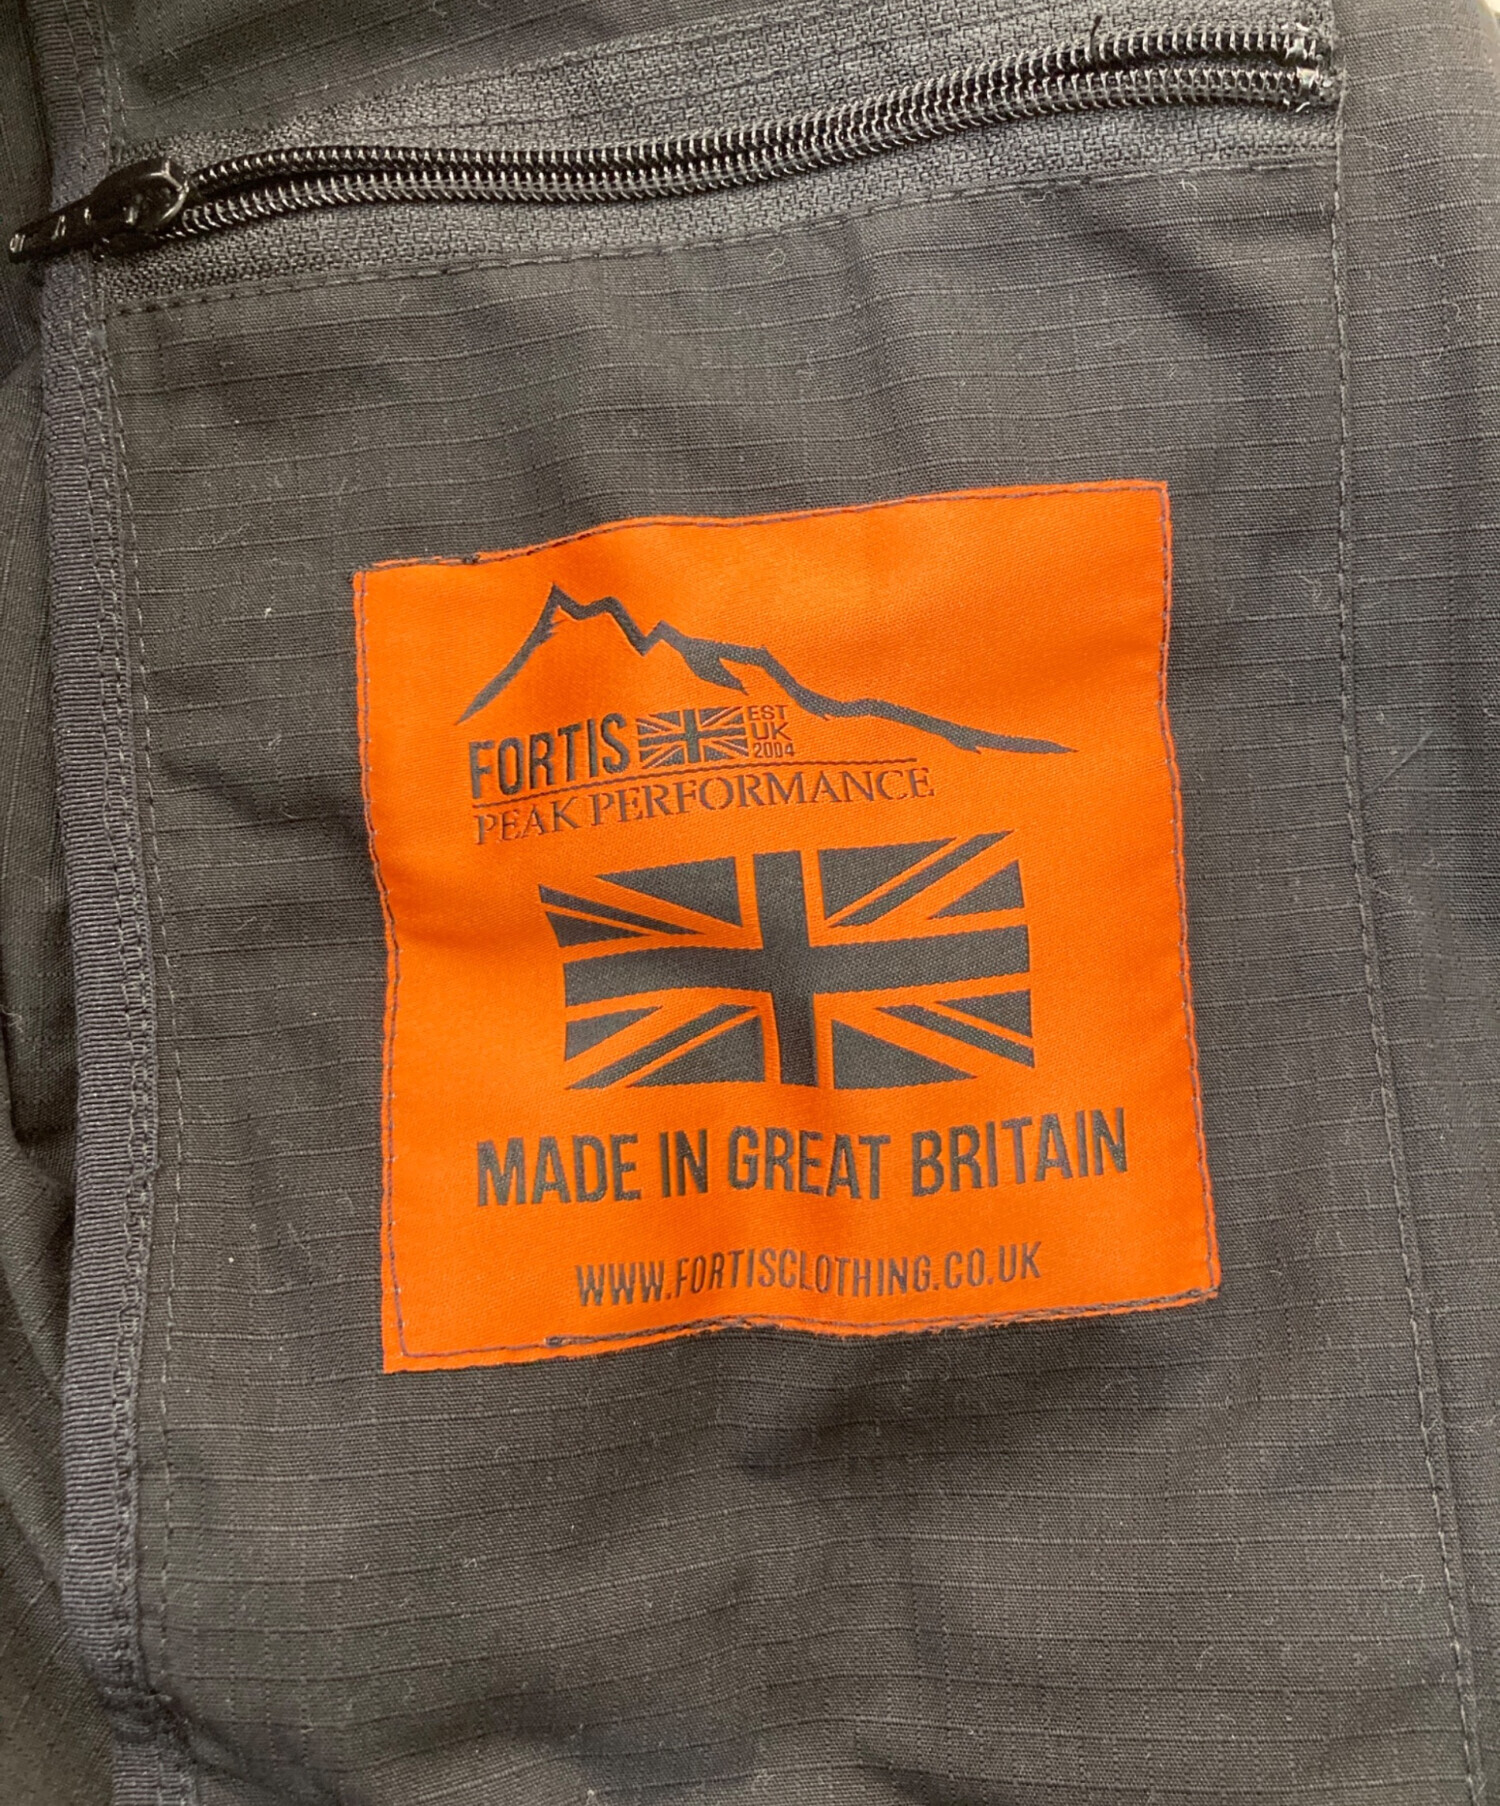 FORTIS
EST
UK
2004
PEAK PERFORMANCE
MADE IN GREAT BRITAIN
WWW.FORTISCLOTHING.CO.UK